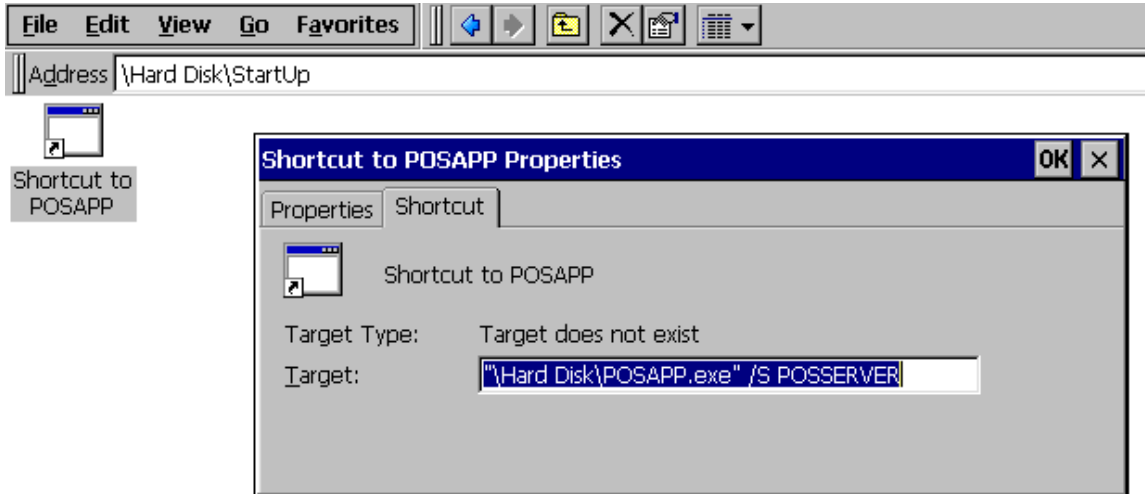 File Edit View Go Favorites
Address \Hard Disk\StartUp
Shortcut to
POSAPP
Shortcut to POSAPP Properties OK ×
Properties Shortcut
Shortcut to POSAPP
Target Type: Target does not exist
Target: "\Hard Disk\POSAPP.exe" /S POSSERVER